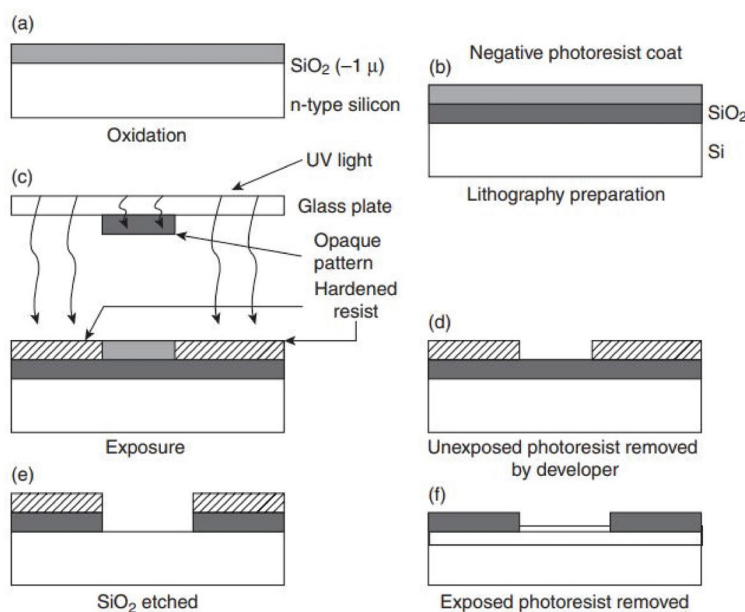 (a)
SiO2 (–1 μ)
n-type silicon
Oxidation
Negative photoresist coat
(b)
SiO2
Si
Lithography preparation
(c)
UV light
Glass plate
Opaque
pattern
Hardened
resist
Exposure
(d)
Unexposed photoresist removed
by developer
(e)
SiO2 etched
(f)
Exposed photoresist removed